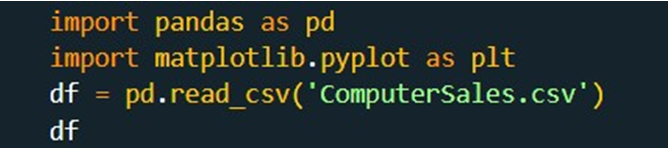 import pandas as pd
import matplotlib.pyplot as plt
df = pd.read_csv('ComputerSales.csv')
df